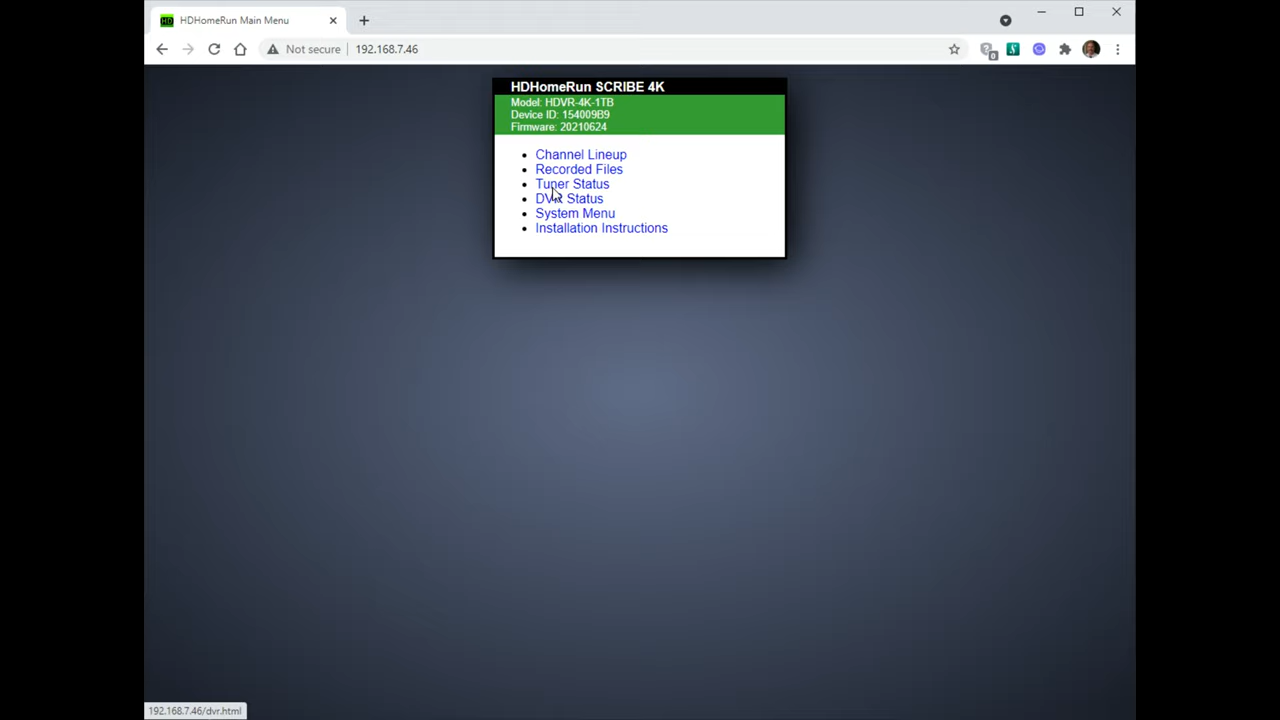 HDHomeRun Main Menu
Not secure
192.168.7.46
HDHomeRun SCRIBE 4K
Model: HDVR-4K-1TB
Device ID: 154009B9
Firmware: 20210624
Channel Lineup
Recorded Files
Tuner Status
DVR Status
System Menu
Installation Instructions
192.168.7.46/dvr.html